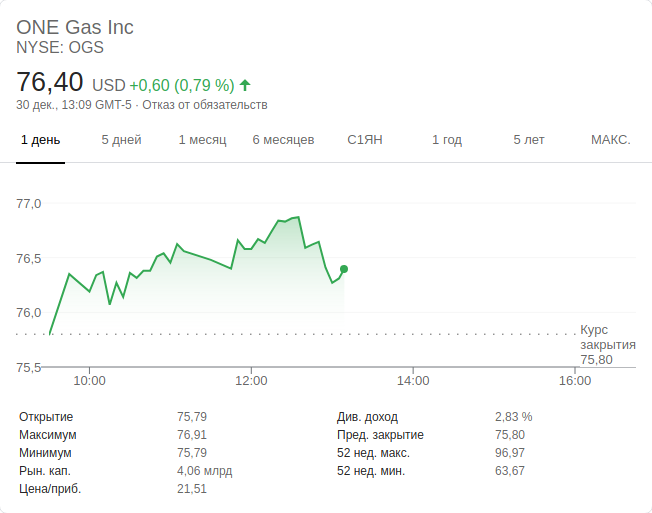 ONE Gas Inc
NYSE: OGS
76,40 USD +0,60 (0,79 %)
30 дек., 13:09 GMT-5 · Отказ от обязательств
1 день 5 дней 1 месяц 6 месяцев С1ЯН 1 год 5 лет МАКС.
77,0
76,5
76,0
Курс
закрытия
75,80
75,5
10:00 12:00 14:00 16:00
Открытие 75,79 Див. доход 2,83 %
Максимум 76,91 Пред. закрытие 75,80
Минимум 75,79 52 нед. макс. 96,97
Рын. кап. 4,06 млрд 52 нед. мин. 63,67
Цена/приб. 21,51